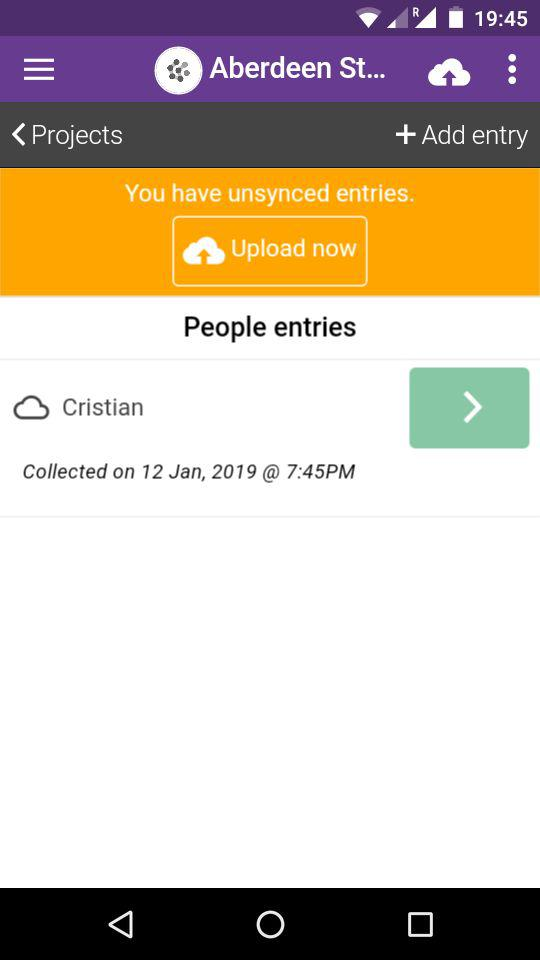 R 19:45
Aberdeen St...
Projects + Add entry
You have unsynced entries.
Upload now
People entries
Cristian
Collected on 12 Jan, 2019 @ 7:45PM